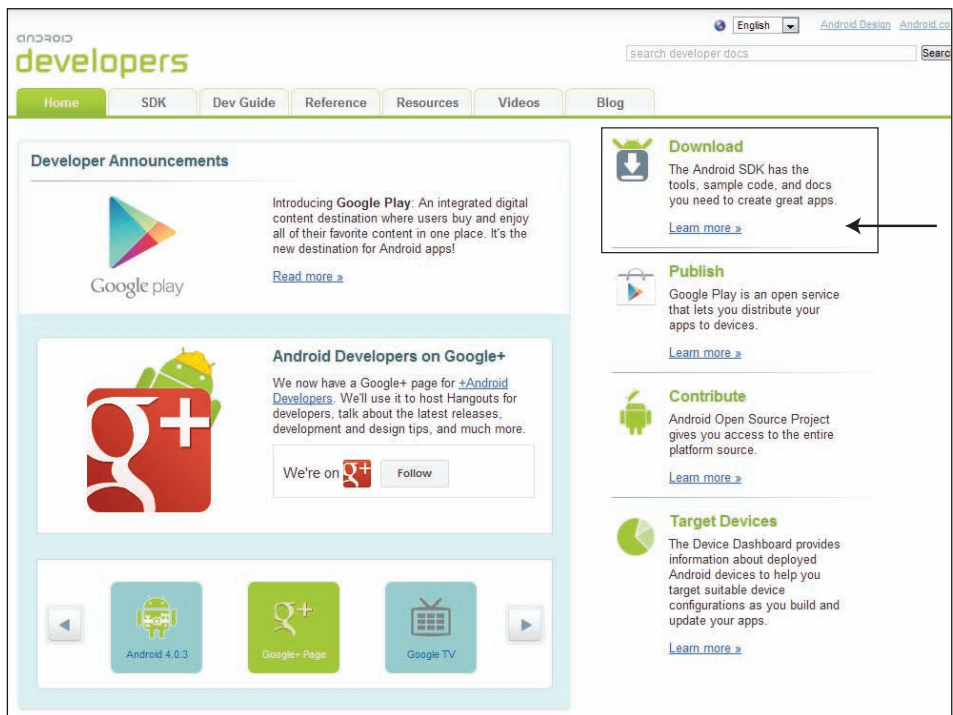 English
Android Design Android.co
android
developers
search developer docs
Searc
Home SDK Dev Guide Reference Resources Videos Blog
Developer Announcements
Introducing Google Play: An integrated digital
content destination where users buy and enjoy
all of their favorite content in one place. It's the
new destination for Android apps!
Read more »
Google play
Android Developers on Google+
We now have a Google+ page for +Android
Developers. We'll use it to host Hangouts for
developers, talk about the latest releases,
development and design tips, and much more.
g+
We're on g+ Follow
Android 4.0.3
g+
Google+ Page
Google TV
Download
The Android SDK has the
tools, sample code, and docs
you need to create great apps.
Learn more »
Publish
Google Play is an open service
that lets you distribute your
apps to devices.
Learn more »
Contribute
Android Open Source Project
gives you access to the entire
platform source.
Learn more »
Target Devices
The Device Dashboard provides
information about deployed
Android devices to help you
target suitable device
configurations as you build and
update your apps.
Learn more »